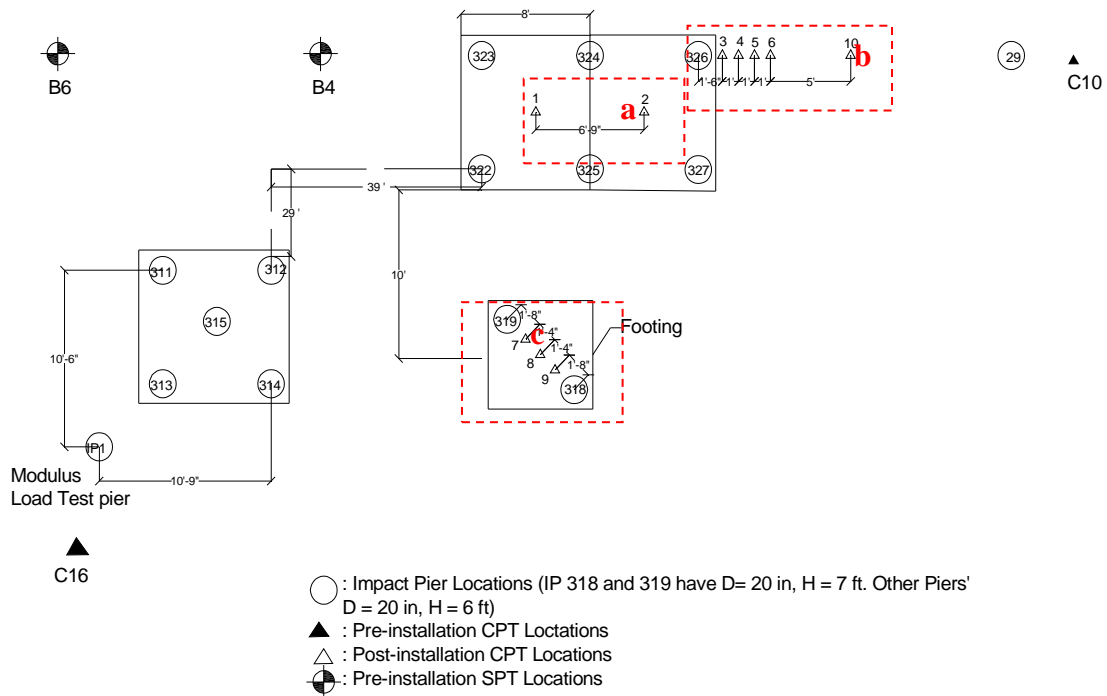 8'
323
324
326
3
4
5
6
10
b
29
B6
B4
C10
1'-6"
1'
1'
1'
5'
1
a
2
6'-9"
322
325
327
39 '
29 '
10'
311
312
315
319
1'-8"
Footing
c
7
1'-4"
8
1'-4"
9
1'-8"
318
10'-6"
313
314
IP1
Modulus
Load Test pier
10'-9"
C16
: Impact Pier Locations (IP 318 and 319 have D= 20 in, H = 7 ft. Other Piers'
D = 20 in, H = 6 ft)
: Pre-installation CPT Loctations
: Post-installation CPT Locations
: Pre-installation SPT Locations